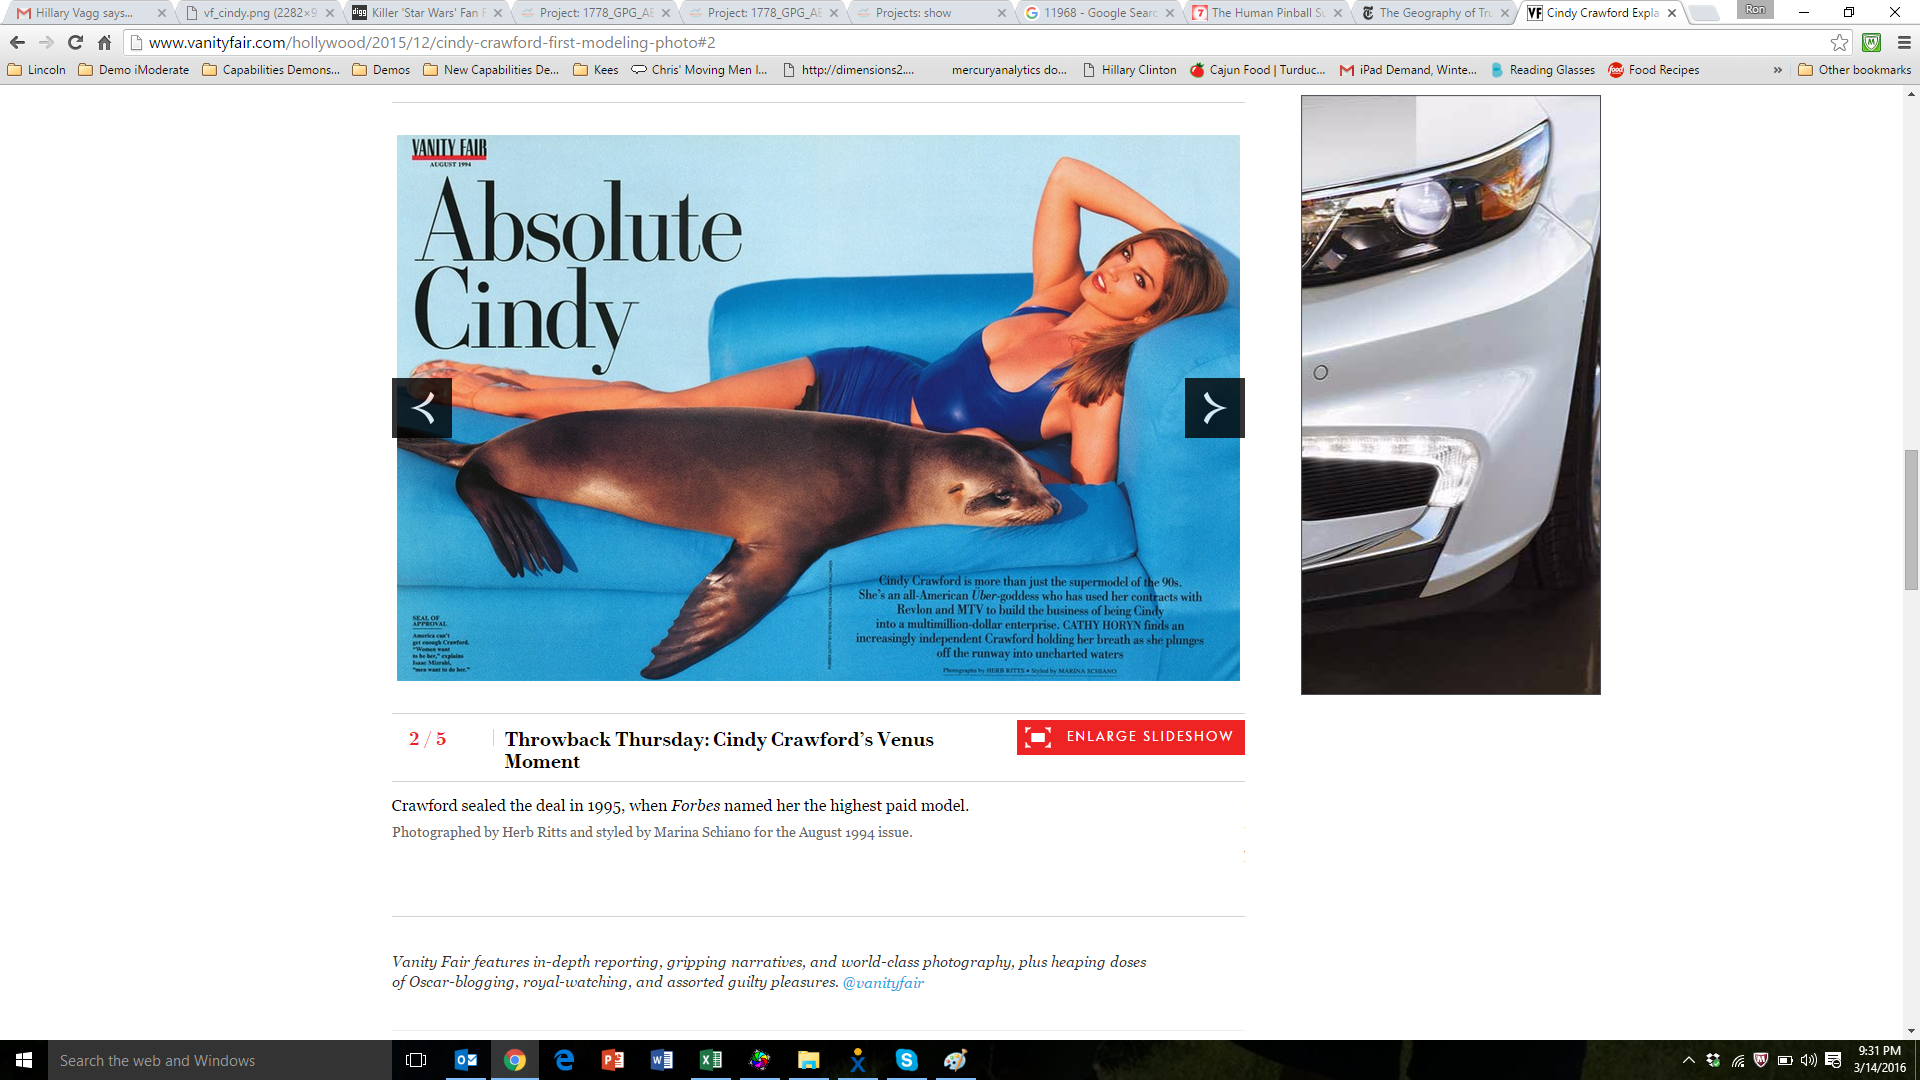 Hillary Vagg says...
vf_cindy.png (2282×9
digg Killer 'Star Wars' Fan F
Project: 1778_GPG_AE
Project: 1778_GPG_AE
Projects: show
11968 - Google Searc
7 The Human Pinball Su
The Geography of Tru
VF Cindy Crawford Expla
Ron
www.vanityfair.com/hollywood/2015/12/cindy-crawford-first-modeling-photo#2
Lincoln
Demo iModerate
Capabilities Demons...
Demos
New Capabilities De...
Kees
Chris' Moving Men I...
http://dimensions2....
mercuryanalytics do...
Hillary Clinton
Cajun Food | Turduc...
iPad Demand, Winte...
Reading Glasses
food Food Recipes
»
Other bookmarks
VANITY FAIR
AUGUST 1994
Absolute
Cindy
Cindy Crawford is more than just the supermodel of the 90s.
She's an all-American Über-goddess who has used her contracts with
Revlon and MTV to build the business of being Cindy
into a multimillion-dollar enterprise. CATHY HORYN finds an
increasingly independent Crawford holding her breath as she plunges
off the runway into uncharted waters
Photographs by HERB RITTS • Styled by MARINA SCHIANO
SEAL OF
APPROVAL
America can't
get enough Crawford.
"Women want
to be her," explains
Isaac Mizrahi,
"men want to do her."
2 / 5
Throwback Thursday: Cindy Crawford's Venus
Moment
ENLARGE SLIDESHOW
Crawford sealed the deal in 1995, when Forbes named her the highest paid model.
Photographed by Herb Ritts and styled by Marina Schiano for the August 1994 issue.
Vanity Fair features in-depth reporting, gripping narratives, and world-class photography, plus heaping doses
of Oscar-blogging, royal-watching, and assorted guilty pleasures. @vanityfair
Search the web and Windows
9:31 PM
3/14/2016